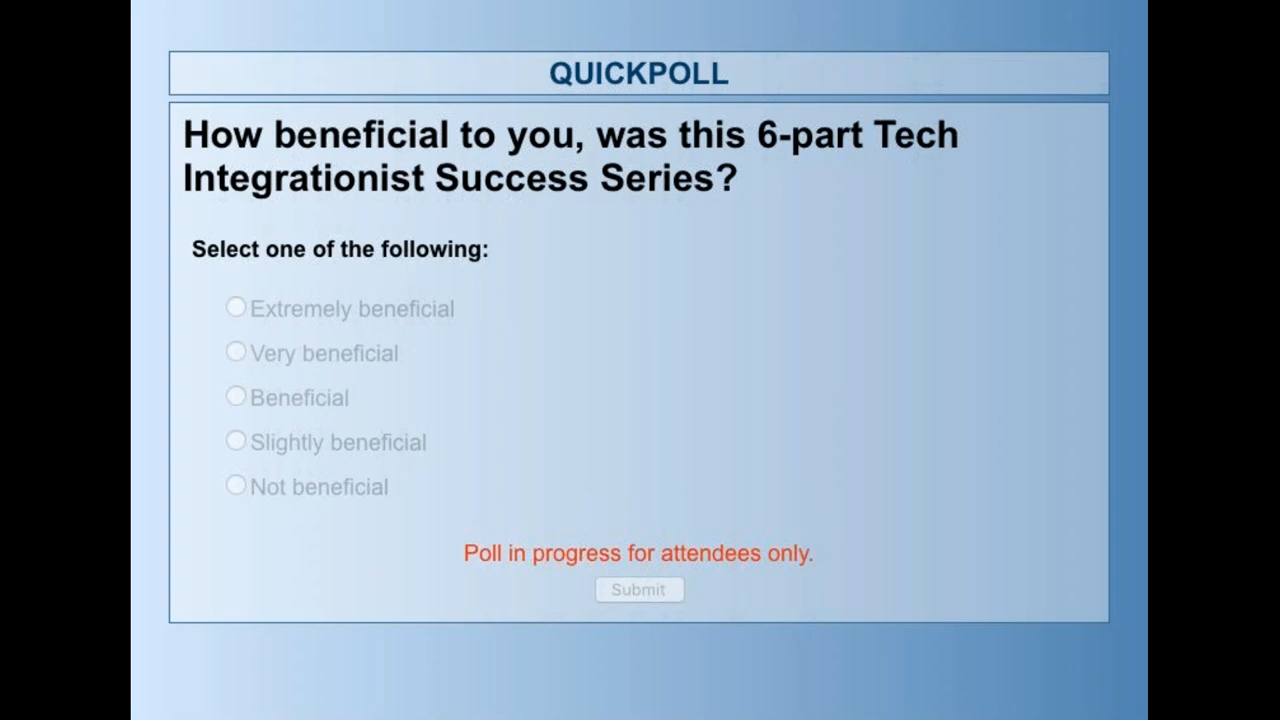 QUICKPOLL
How beneficial to you, was this 6-part Tech
Integrationist Success Series?
Select one of the following:
Extremely beneficial
Very beneficial
Beneficial
Slightly beneficial
Not beneficial
Poll in progress for attendees only.
Submit